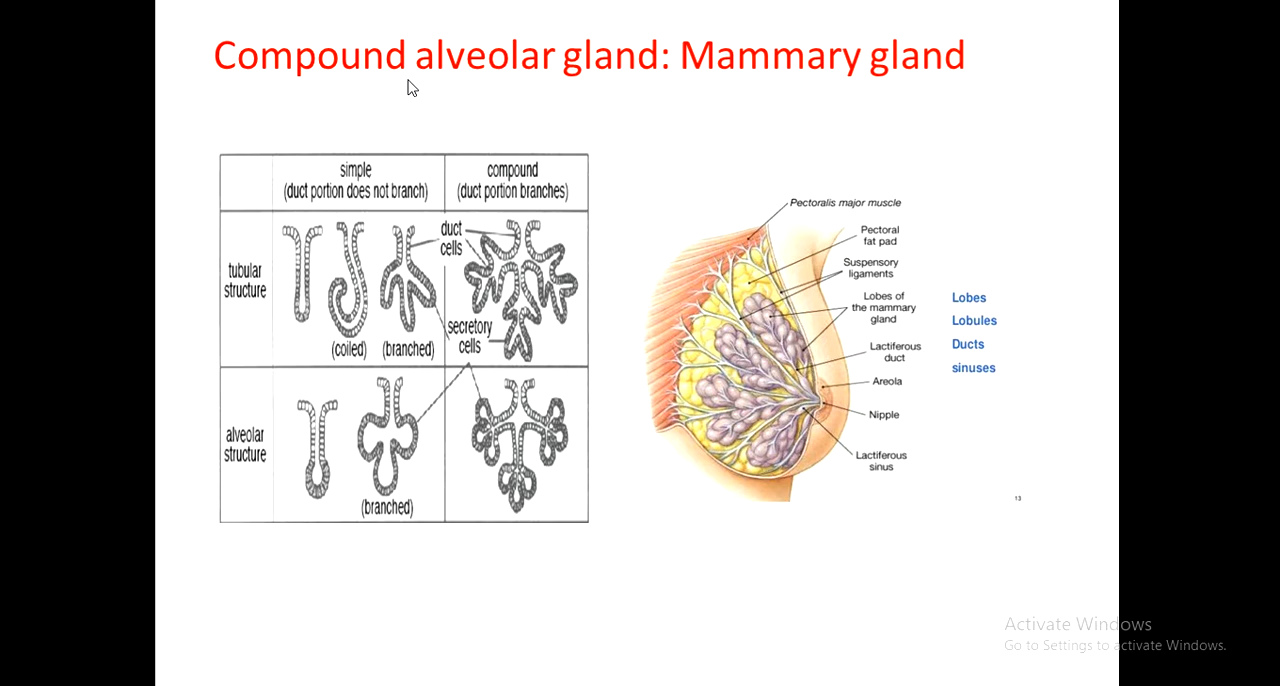 Compound alveolar gland: Mammary gland
simple
(duct portion does not branch)
compound
(duct portion branches)
tubular
structure
duct
cells
secretory
cells
(coiled)
(branched)
alveolar
structure
(branched)
Pectoralis major muscle
Pectoral
fat pad
Suspensory
ligaments
Lobes of
the mammary
gland
Lactiferous
duct
Areola
Nipple
Lactiferous
sinus
Lobes
Lobules
Ducts
sinuses
13
Activate Windows
Go to Settings to activate Windows.